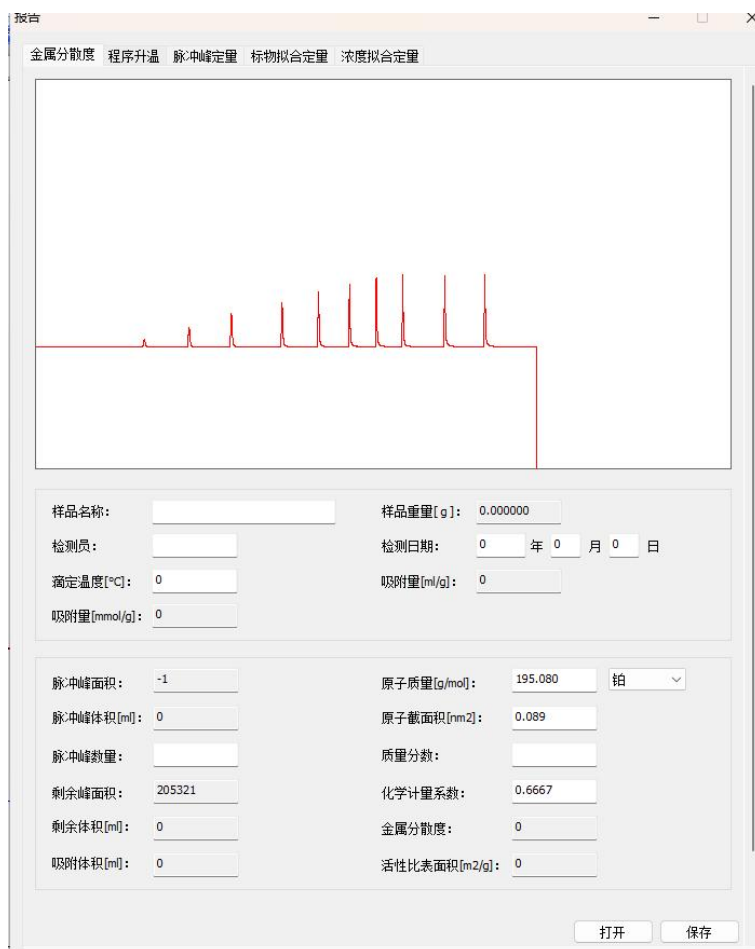 报告
金属分散度 程序升温 脉冲峰定量 标物拟合定量 浓度拟合定量
样品名称： 样品重量[g]： 0.000000
检测员： 检测日期： 0 年 0 月 0 日
滴定温度[℃]： 0 吸附量[ml/g]： 0
吸附量[mmol/g]： 0
脉冲峰面积： -1 原子质量[g/mol]： 195.080 铂
脉冲峰体积[ml]： 0 原子截面积[nm2]： 0.089
脉冲峰数量： 质量分数：
剩余峰面积： 205321 化学计量系数： 0.6667
剩余体积[ml]： 0 金属分散度： 0
吸附体积[ml]： 0 活性比表面积[m2/g]： 0
打开 保存